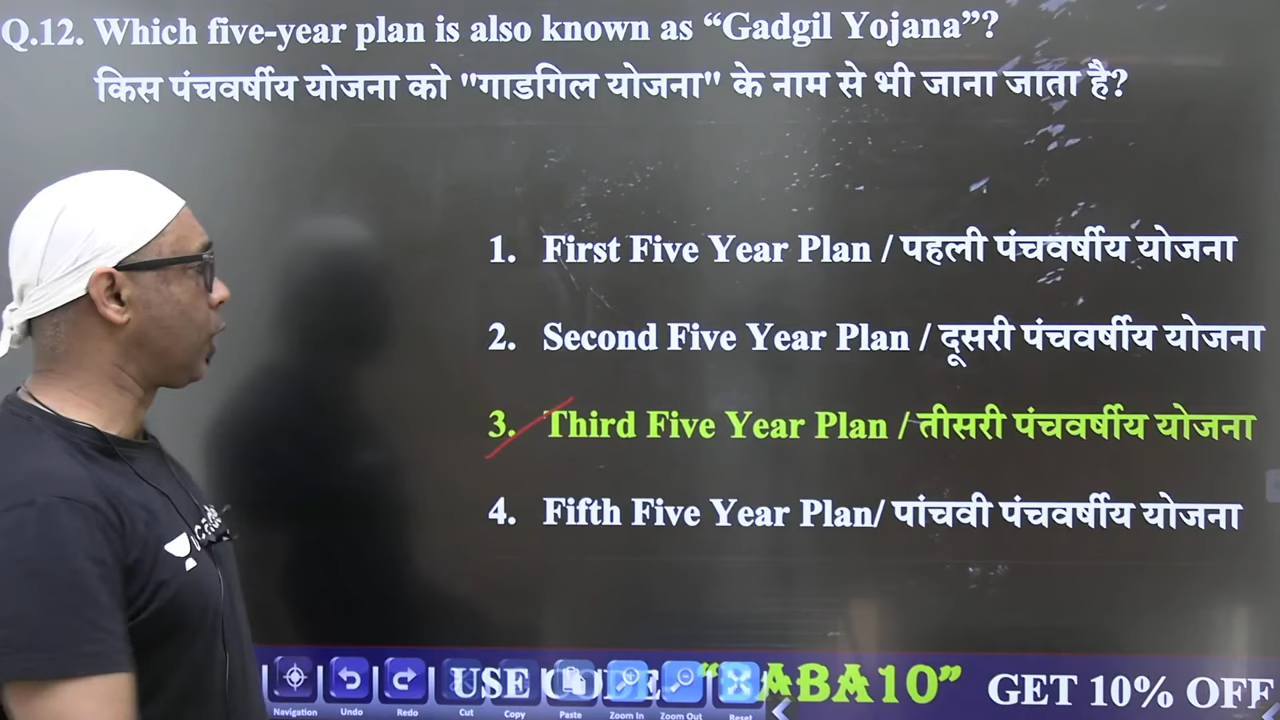 Q.12. Which five-year plan is also known as “Gadgil Yojana”?
किस पंचवर्षीय योजना को "गाडगिल योजना" के नाम से भी जाना जाता है?
1. First Five Year Plan / पहली पंचवर्षीय योजना
2. Second Five Year Plan / दूसरी पंचवर्षीय योजना
3. Third Five Year Plan / तीसरी पंचवर्षीय योजना
4. Fifth Five Year Plan/ पांचवी पंचवर्षीय योजना
USE CODE “BABA10” GET 10% OFF
Navigation Undo Redo Cut Copy Paste Zoom In Zoom Out Reset